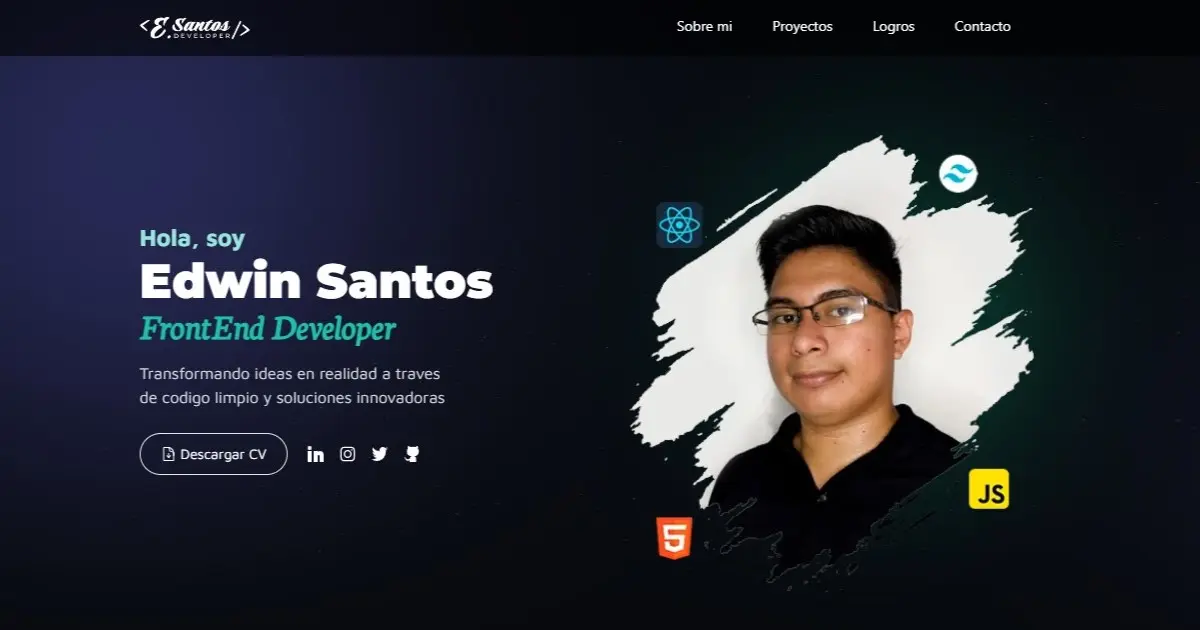 <E.Santos/>
DEVELOPER
Sobre mi
Proyectos
Logros
Contacto
Hola, soy
Edwin Santos
FrontEnd Developer
Transformando ideas en realidad a traves
de codigo limpio y soluciones innovadoras
Descargar CV
in
5
JS